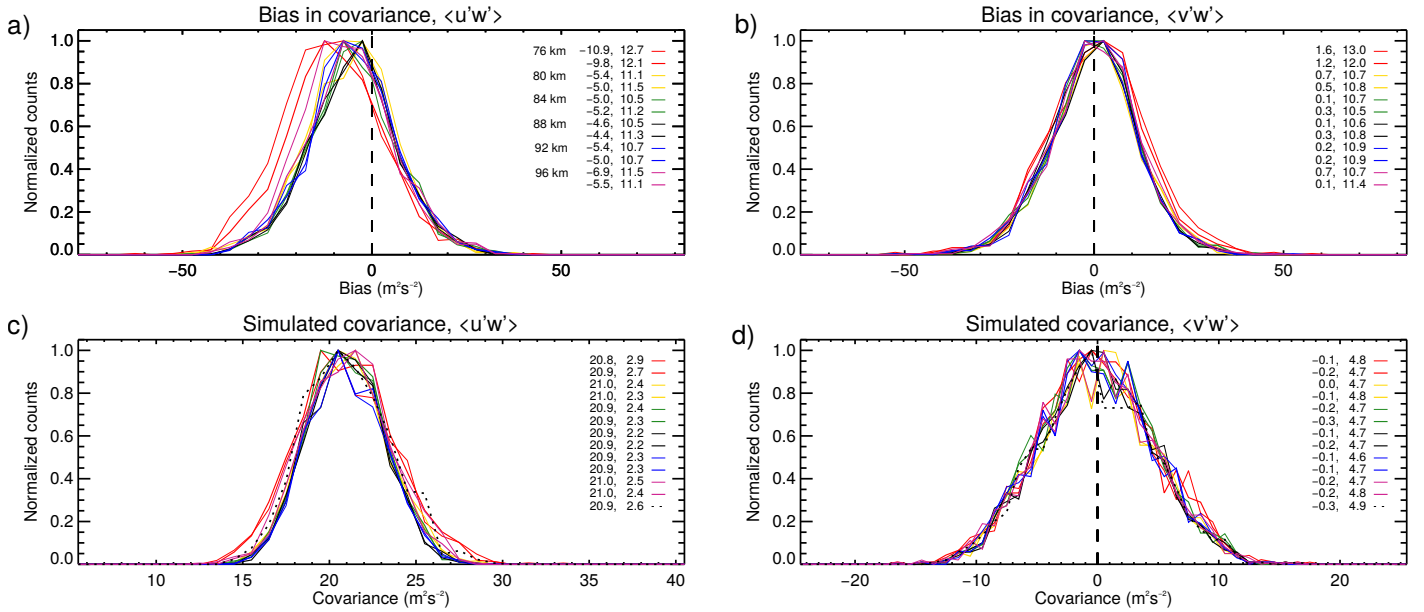 a)
Bias in covariance, <u'w'>
Normalized counts
1.0
0.8
0.6
0.4
0.2
0.0
76 km −10.9, 12.7
−9.8, 12.1
80 km −5.4, 11.1
−5.0, 11.5
84 km −5.0, 10.5
−5.2, 11.2
88 km −4.6, 10.5
−4.4, 11.3
92 km −5.4, 10.7
−5.0, 10.7
96 km −6.9, 11.5
−5.5, 11.1
−50 0 50
Bias (m²s⁻²)
b)
Bias in covariance, <v'w'>
Normalized counts
1.0
0.8
0.6
0.4
0.2
0.0
1.6, 13.0
1.2, 12.0
0.7, 10.7
0.5, 10.8
0.1, 10.7
0.3, 10.5
0.1, 10.6
0.3, 10.8
0.2, 10.9
0.2, 10.9
0.7, 10.7
0.1, 11.4
−50 0 50
Bias (m²s⁻²)
c)
Simulated covariance, <u'w'>
Normalized counts
1.0
0.8
0.6
0.4
0.2
0.0
20.8, 2.9
20.9, 2.7
21.0, 2.4
21.0, 2.3
20.9, 2.4
20.9, 2.3
20.9, 2.2
20.9, 2.2
20.9, 2.3
20.9, 2.3
21.0, 2.5
21.0, 2.4
20.9, 2.6
10 15 20 25 30 35 40
Covariance (m²s⁻²)
d)
Simulated covariance, <v'w'>
Normalized counts
1.0
0.8
0.6
0.4
0.2
0.0
−0.1, 4.8
−0.2, 4.7
0.0, 4.7
−0.1, 4.8
−0.2, 4.7
−0.3, 4.7
−0.1, 4.7
−0.2, 4.7
−0.1, 4.6
−0.1, 4.7
−0.2, 4.7
−0.2, 4.8
−0.3, 4.9
−20 −10 0 10 20
Covariance (m²s⁻²)